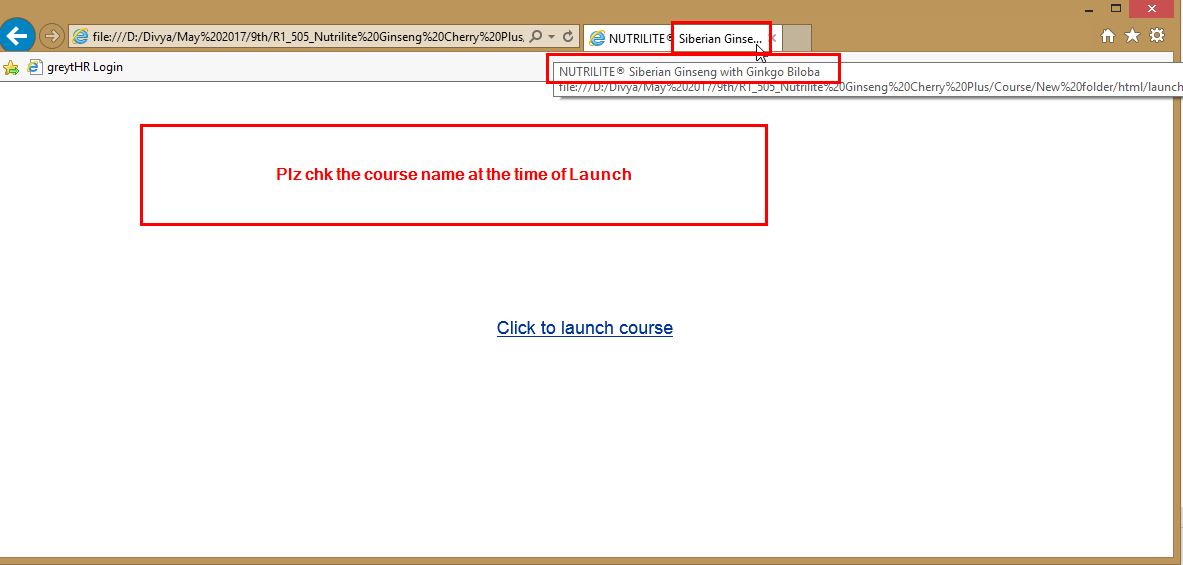 file:///D:/Divya/May%202017/9th/R1_505_Nutrilite%20Ginseng%20Cherry%20Plus,
NUTRILITE® Siberian Ginse...
greytHR Login
NUTRILITE® Siberian Ginseng with Ginkgo Biloba
file:///D:/Divya/May%202017/9th/R1_505_Nutrilite%20Ginseng%20Cherry%20Plus/Course/New%20folder/html/launch
Plz chk the course name at the time of Launch
Click to launch course